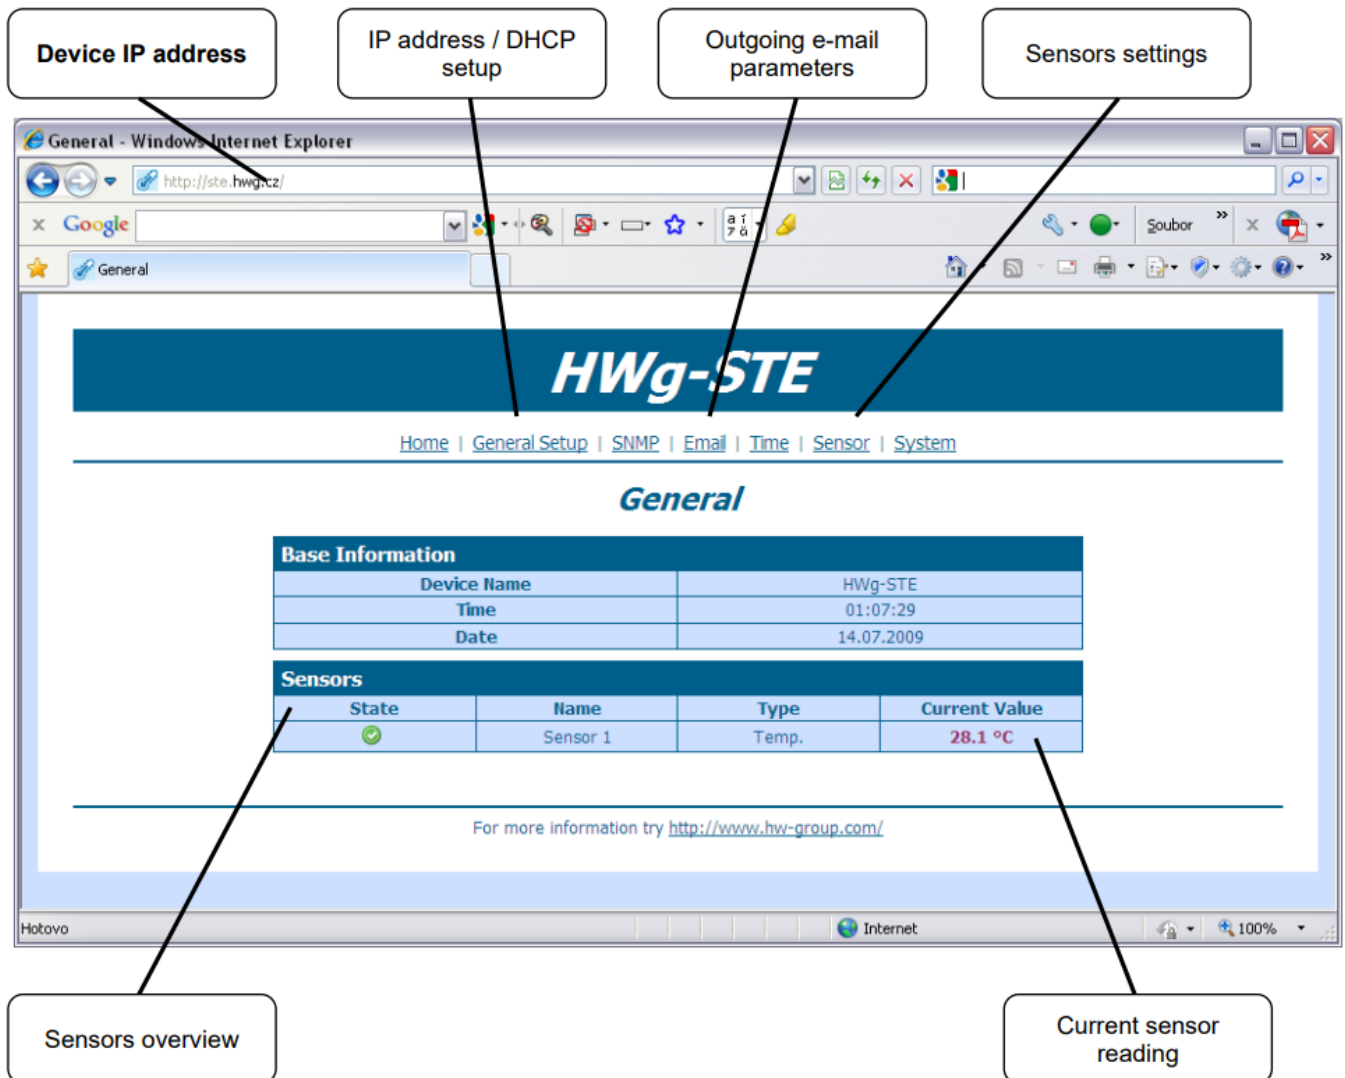 Device IP address
IP address / DHCP
setup
Outgoing e-mail
parameters
Sensors settings
General - Windows Internet Explorer
http://ste.hwg.cz/
x Google
Soubor » x
General
»
HWg-STE
Home | General Setup | SNMP | Email | Time | Sensor | System
General
Base Information
Device Name HWg-STE
Time 01:07:29
Date 14.07.2009
Sensors
State Name Type Current Value
Sensor 1 Temp. 28.1 °C
For more information try http://www.hw-group.com/
Hotovo Internet 100%
Sensors overview
Current sensor
reading